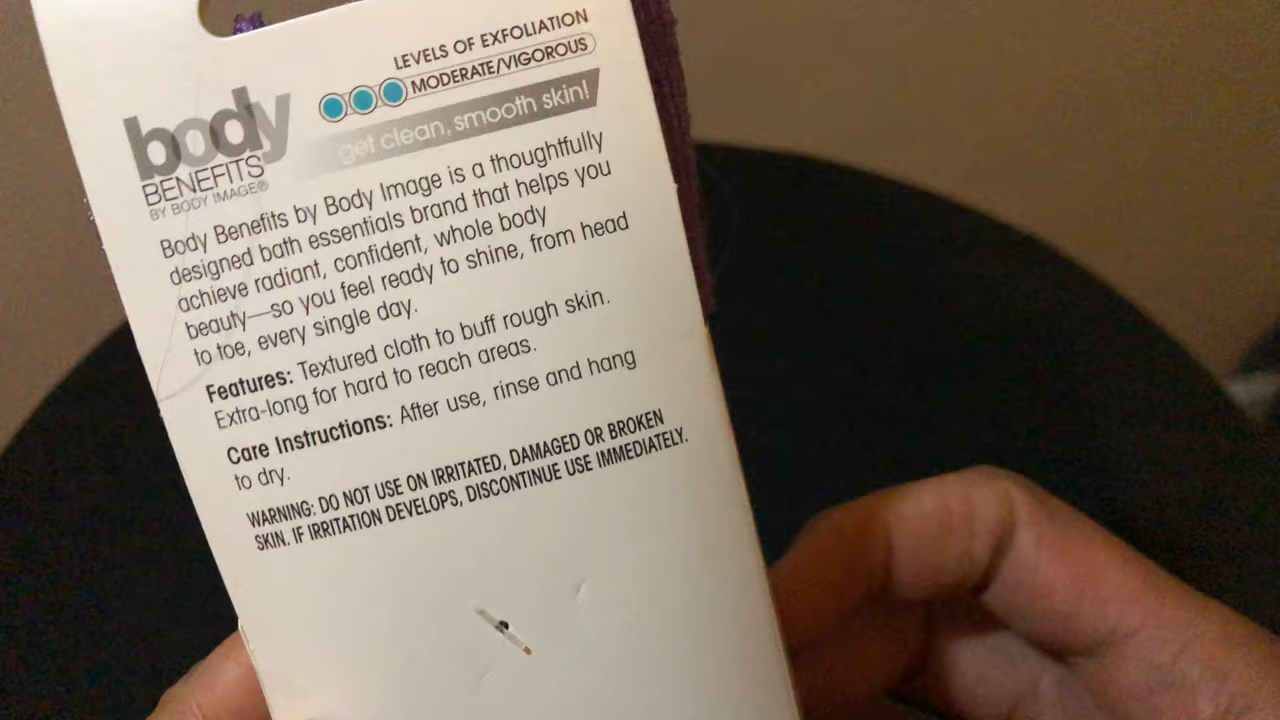 LEVELS OF EXFOLIATION
MODERATE/VIGOROUS
get clean, smooth skin!
body
BENEFITS
BY BODY IMAGE®
Body Benefits by Body Image is a thoughtfully
designed bath essentials brand that helps you
achieve radiant, confident, whole body
beauty—so you feel ready to shine, from head
to toe, every single day.
Features: Textured cloth to buff rough skin.
Extra-long for hard to reach areas.
Care Instructions: After use, rinse and hang
to dry.
WARNING: DO NOT USE ON IRRITATED, DAMAGED OR BROKEN
SKIN. IF IRRITATION DEVELOPS, DISCONTINUE USE IMMEDIATELY.